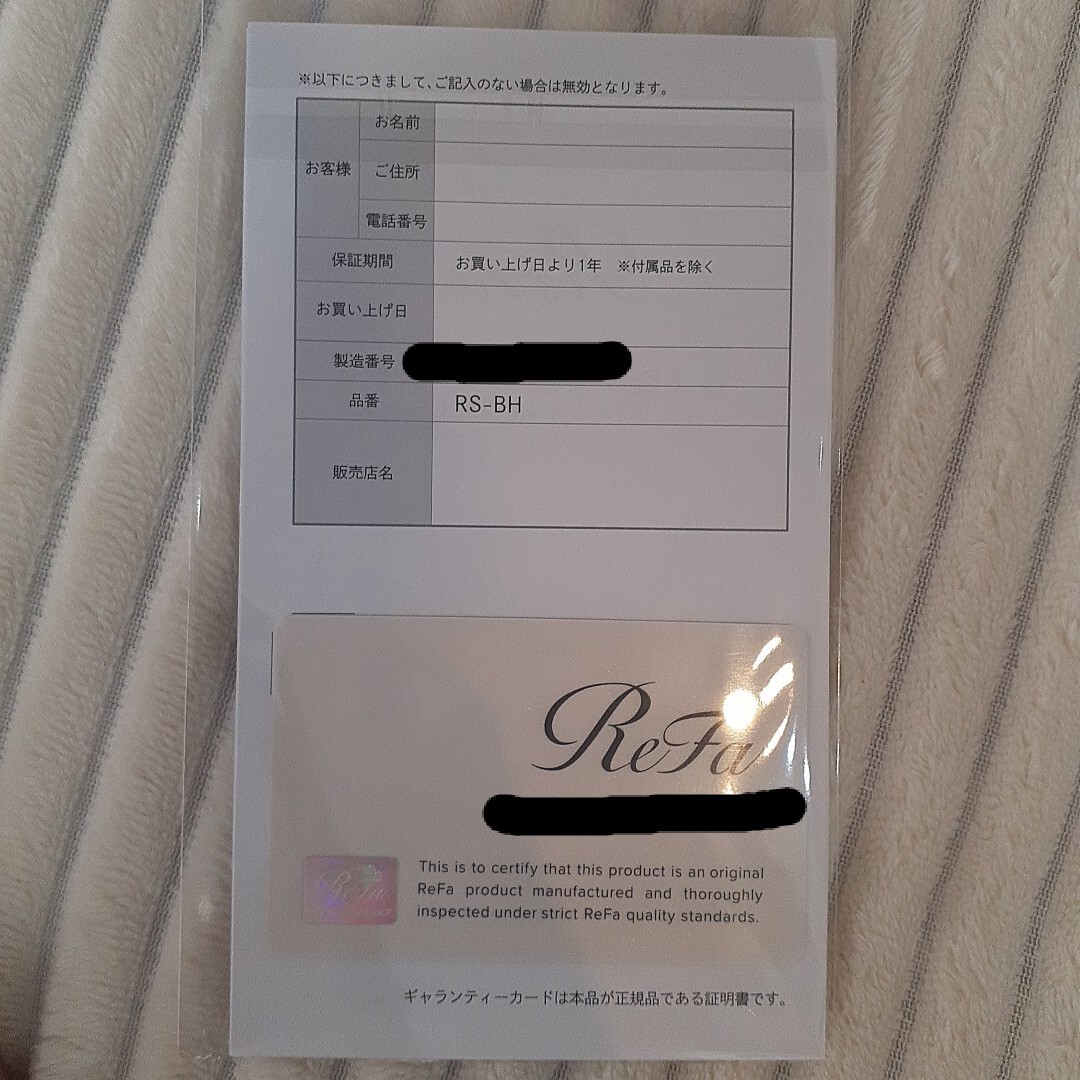 ※以下につきまして、ご記入のない場合は無効となります。
お客様
お名前
ご住所
電話番号
保証期間 お買い上げ日より1年 ※付属品を除く
お買い上げ日
製造番号
品番 RS-BH
販売店名
ReFa
ReFa
This is to certify that this product is an original
ReFa product manufactured and thoroughly
inspected under strict ReFa quality standards.
ギャランティーカードは本品が正規品である証明書です。